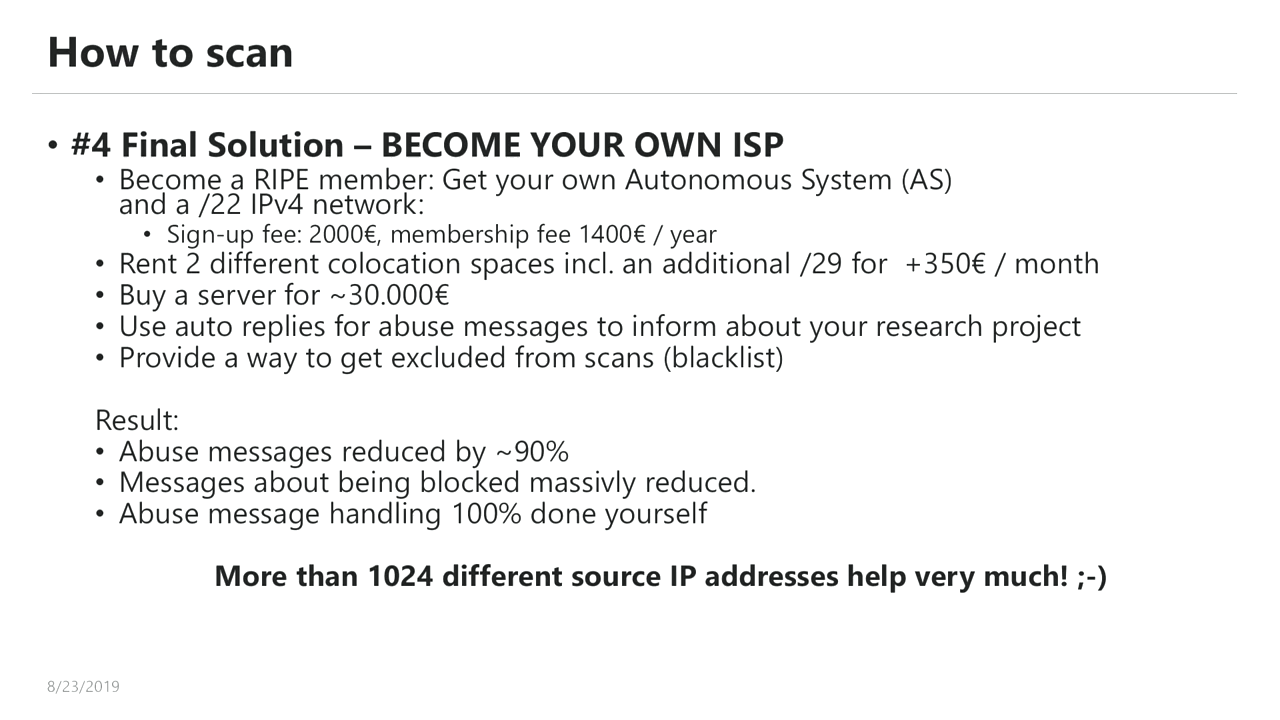 How to scan
• #4 Final Solution – BECOME YOUR OWN ISP
• Become a RIPE member: Get your own Autonomous System (AS)
and a /22 IPv4 network:
• Sign-up fee: 2000€, membership fee 1400€ / year
• Rent 2 different colocation spaces incl. an additional /29 for  +350€ / month
• Buy a server for ~30.000€
• Use auto replies for abuse messages to inform about your research project
• Provide a way to get excluded from scans (blacklist)
Result:
• Abuse messages reduced by ~90%
• Messages about being blocked massivly reduced.
• Abuse message handling 100% done yourself
More than 1024 different source IP addresses help very much! ;-)
8/23/2019